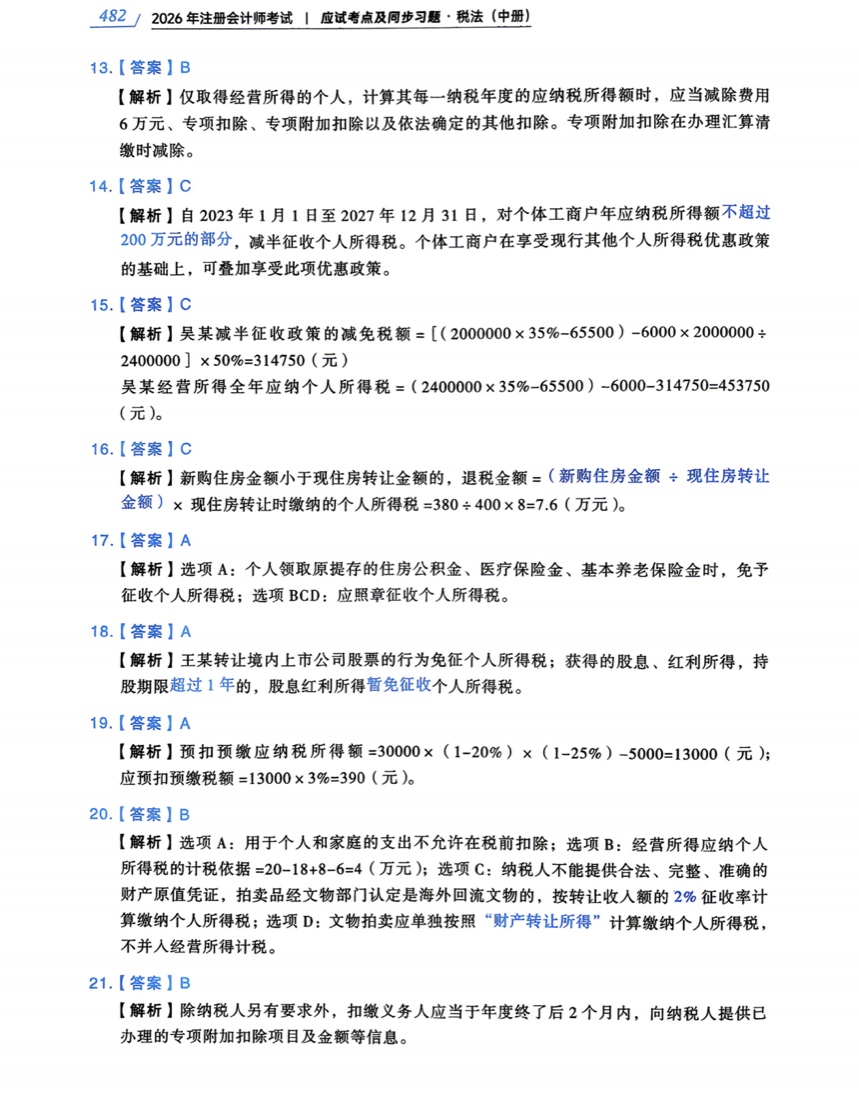 482 2026 年注册会计师考试 | 应试考点及同步习题·税法（中册）
13.【答案】B
【解析】仅取得经营所得的个人，计算其每一纳税年度的应纳税所得额时，应当减除费用
6 万元、专项扣除、专项附加扣除以及依法确定的其他扣除。专项附加扣除在办理汇算清
缴时减除。
14.【答案】C
【解析】自 2023 年 1 月 1 日至 2027 年 12 月 31 日，对个体工商户年应纳税所得额不超过
200 万元的部分，减半征收个人所得税。个体工商户在享受现行其他个人所得税优惠政策
的基础上，可叠加享受此项优惠政策。
15.【答案】C
【解析】吴某减半征收政策的减免税额 = [（2000000 × 35%-65500）-6000 × 2000000 ÷
2400000 ] × 50%=314750（元）
吴某经营所得全年应纳个人所得税 =（2400000 × 35%-65500）-6000-314750=453750
（元）。
16.【答案】C
【解析】新购住房金额小于现住房转让金额的，退税金额 =（新购住房金额 ÷ 现住房转让
金额）× 现住房转让时缴纳的个人所得税 =380 ÷ 400 × 8=7.6（万元）。
17.【答案】A
【解析】选项 A：个人领取原提存的住房公积金、医疗保险金、基本养老保险金时，免予
征收个人所得税；选项 BCD：应照章征收个人所得税。
18.【答案】A
【解析】王某转让境内上市公司股票的行为免征个人所得税；获得的股息、红利所得，持
股期限超过 1 年的，股息红利所得暂免征收个人所得税。
19.【答案】A
【解析】预扣预缴应纳税所得额 =30000 ×（1-20%）×（1-25%）-5000=13000（元）；
应预扣预缴税额 =13000 × 3%=390（元）。
20.【答案】B
【解析】选项 A：用于个人和家庭的支出不允许在税前扣除；选项 B：经营所得应纳个人
所得税的计税依据 =20-18+8-6=4（万元）；选项 C：纳税人不能提供合法、完整、准确的
财产原值凭证，拍卖品经文物部门认定是海外回流文物的，按转让收入额的 2% 征收率计
算缴纳个人所得税；选项 D：文物拍卖应单独按照“财产转让所得”计算缴纳个人所得税，
不并入经营所得计税。
21.【答案】B
【解析】除纳税人另有要求外，扣缴义务人应当于年度终了后 2 个月内，向纳税人提供已
办理的专项附加扣除项目及金额等信息。